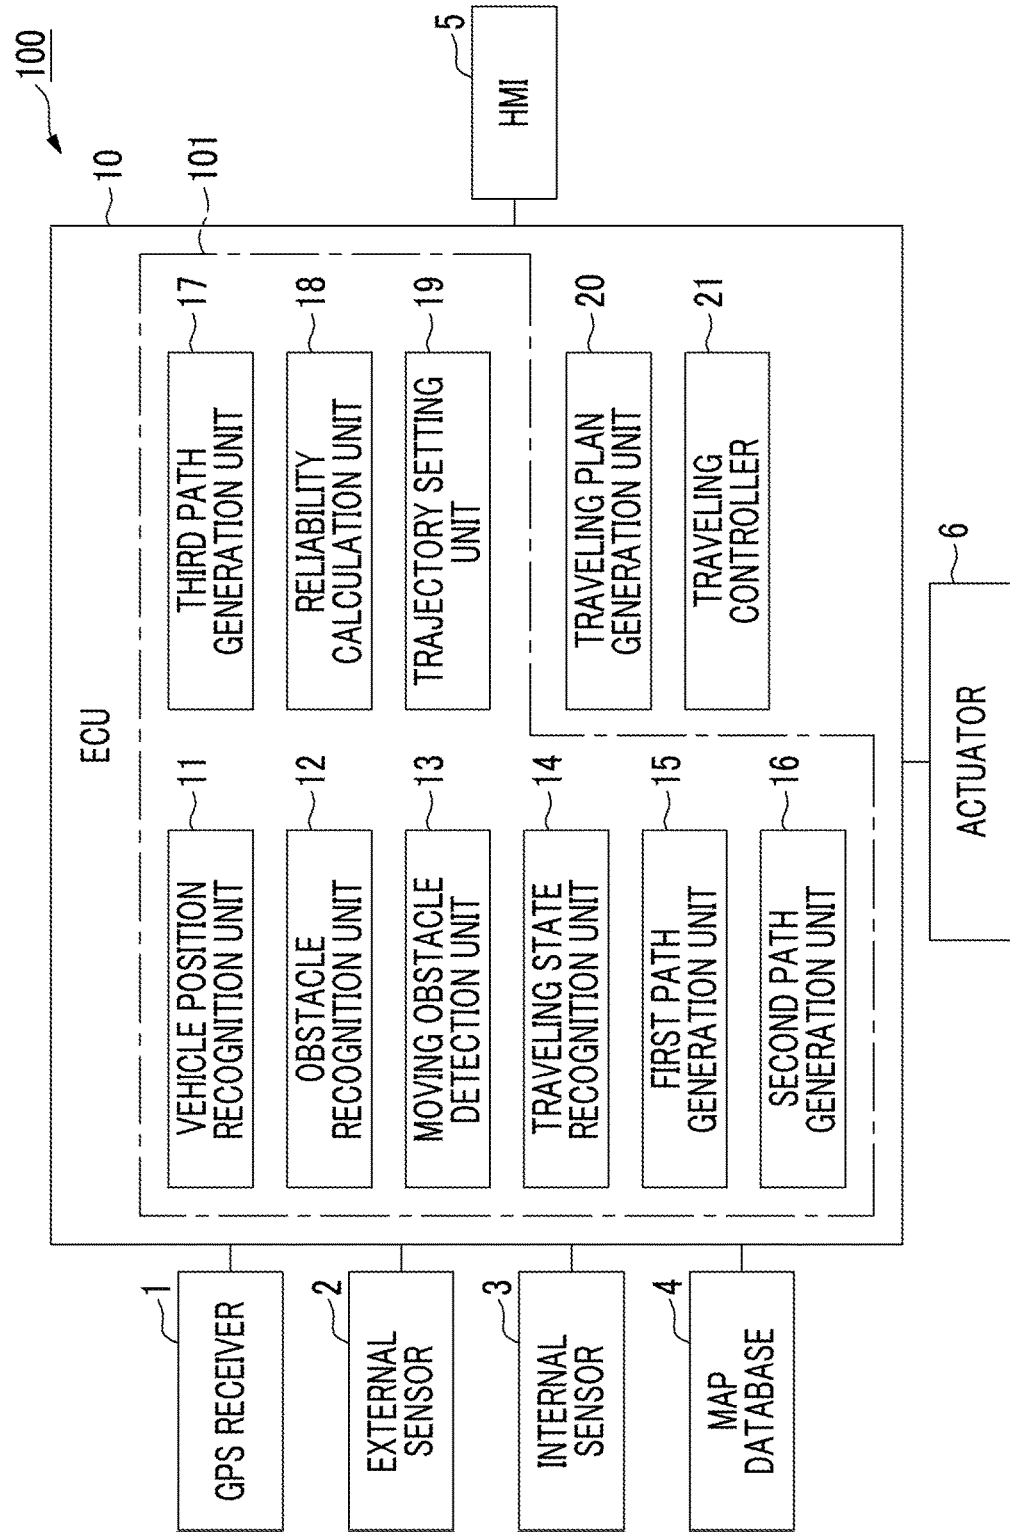 100
10
101
ECU
1
GPS RECEIVER
2
EXTERNAL
SENSOR
3
INTERNAL
SENSOR
4
MAP
DATABASE
11
VEHICLE POSITION
RECOGNITION UNIT
12
OBSTACLE
RECOGNITION UNIT
13
MOVING OBSTACLE
DETECTION UNIT
14
TRAVELING STATE
RECOGNITION UNIT
15
FIRST PATH
GENERATION UNIT
16
SECOND PATH
GENERATION UNIT
17
THIRD PATH
GENERATION UNIT
18
RELIABILITY
CALCULATION UNIT
19
TRAJECTORY SETTING
UNIT
20
TRAVELING PLAN
GENERATION UNIT
21
TRAVELING
CONTROLLER
5
HMI
6
ACTUATOR